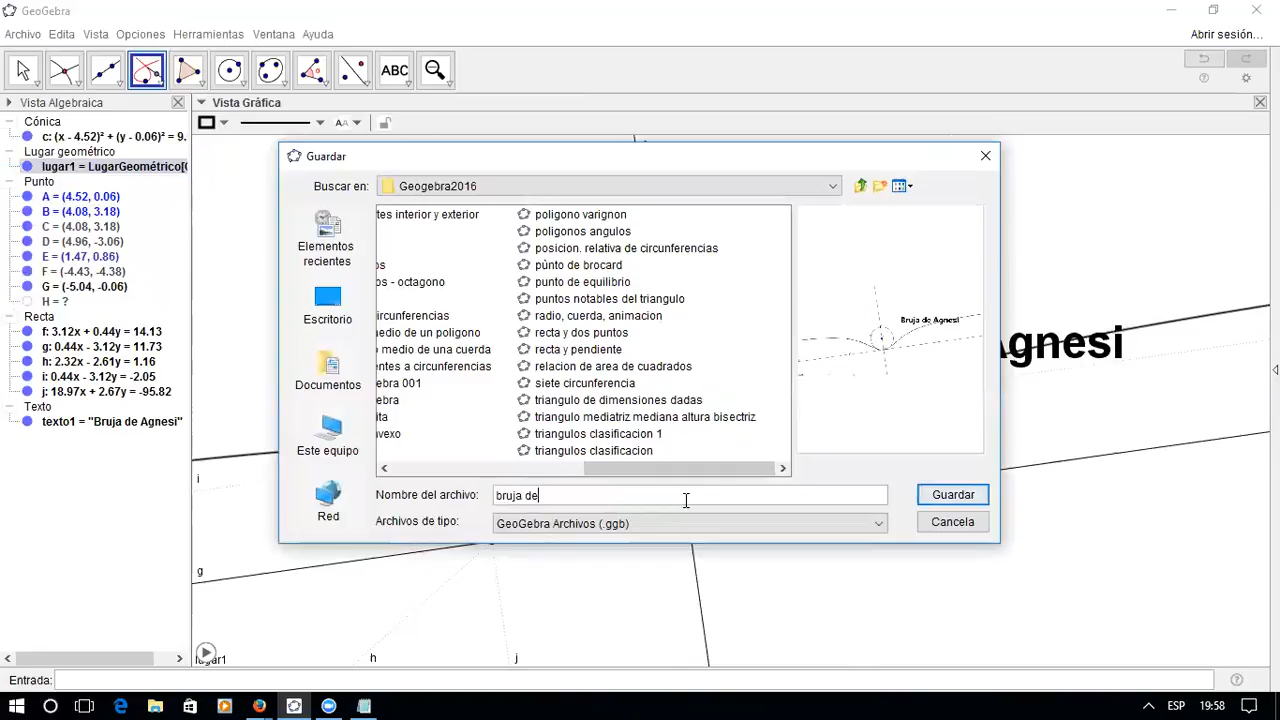 GeoGebra
Archivo Edita Vista Opciones Herramientas Ventana Ayuda
Abrir sesión...
ABC
Vista Algebraica
Vista Gráfica
AA
Cónica
c: (x - 4.52)² + (y - 0.06)² = 9.
Lugar geométrico
lugar1 = LugarGeométrico[
Punto
A = (4.52, 0.06)
B = (4.08, 3.18)
C = (4.08, 3.18)
D = (4.96, -3.06)
E = (1.47, 0.86)
F = (-4.43, -4.38)
G = (-5.04, -0.06)
H = ?
Recta
f: 3.12x + 0.44y = 14.13
g: 0.44x - 3.12y = 11.73
h: 2.32x - 2.61y = 1.16
i: 0.44x - 3.12y = -2.05
j: 18.97x + 2.67y = -95.82
Texto
texto1 = "Bruja de Agnesi"
Guardar
Buscar en:
Geogebra2016
Elementos
recientes
Escritorio
Documentos
Este equipo
Red
tes interior y exterior
os
os - octagono
circunferencias
medio de un poligono
o medio de una cuerda
entes a circunferencias
ebra 001
ebra
ita
nvexo
poligono varignon
poligonos angulos
posicion. relativa de circunferencias
pùnto de brocard
punto de equilibrio
puntos notables del triangulo
radio, cuerda, animacion
recta y dos puntos
recta y pendiente
relacion de area de cuadrados
siete circunferencia
triangulo de dimensiones dadas
triangulo mediatriz mediana altura bisectriz
triangulos clasificacion 1
triangulos clasificacion
Bruja de Agnesi
Agnesi
Nombre del archivo:
bruja de
Guardar
Archivos de tipo:
GeoGebra Archivos (.ggb)
Cancela
i
g
lugar1
h
j
Entrada:
ESP
19:58